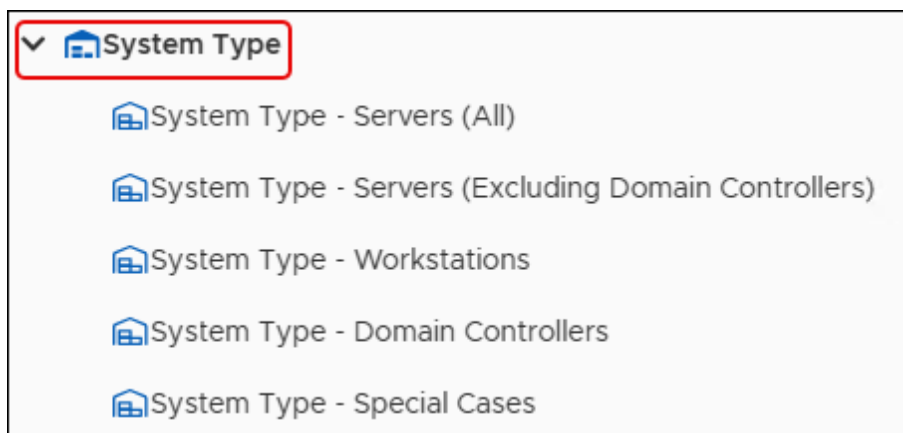 System Type
System Type - Servers (All)
System Type - Servers (Excluding Domain Controllers)
System Type - Workstations
System Type - Domain Controllers
System Type - Special Cases